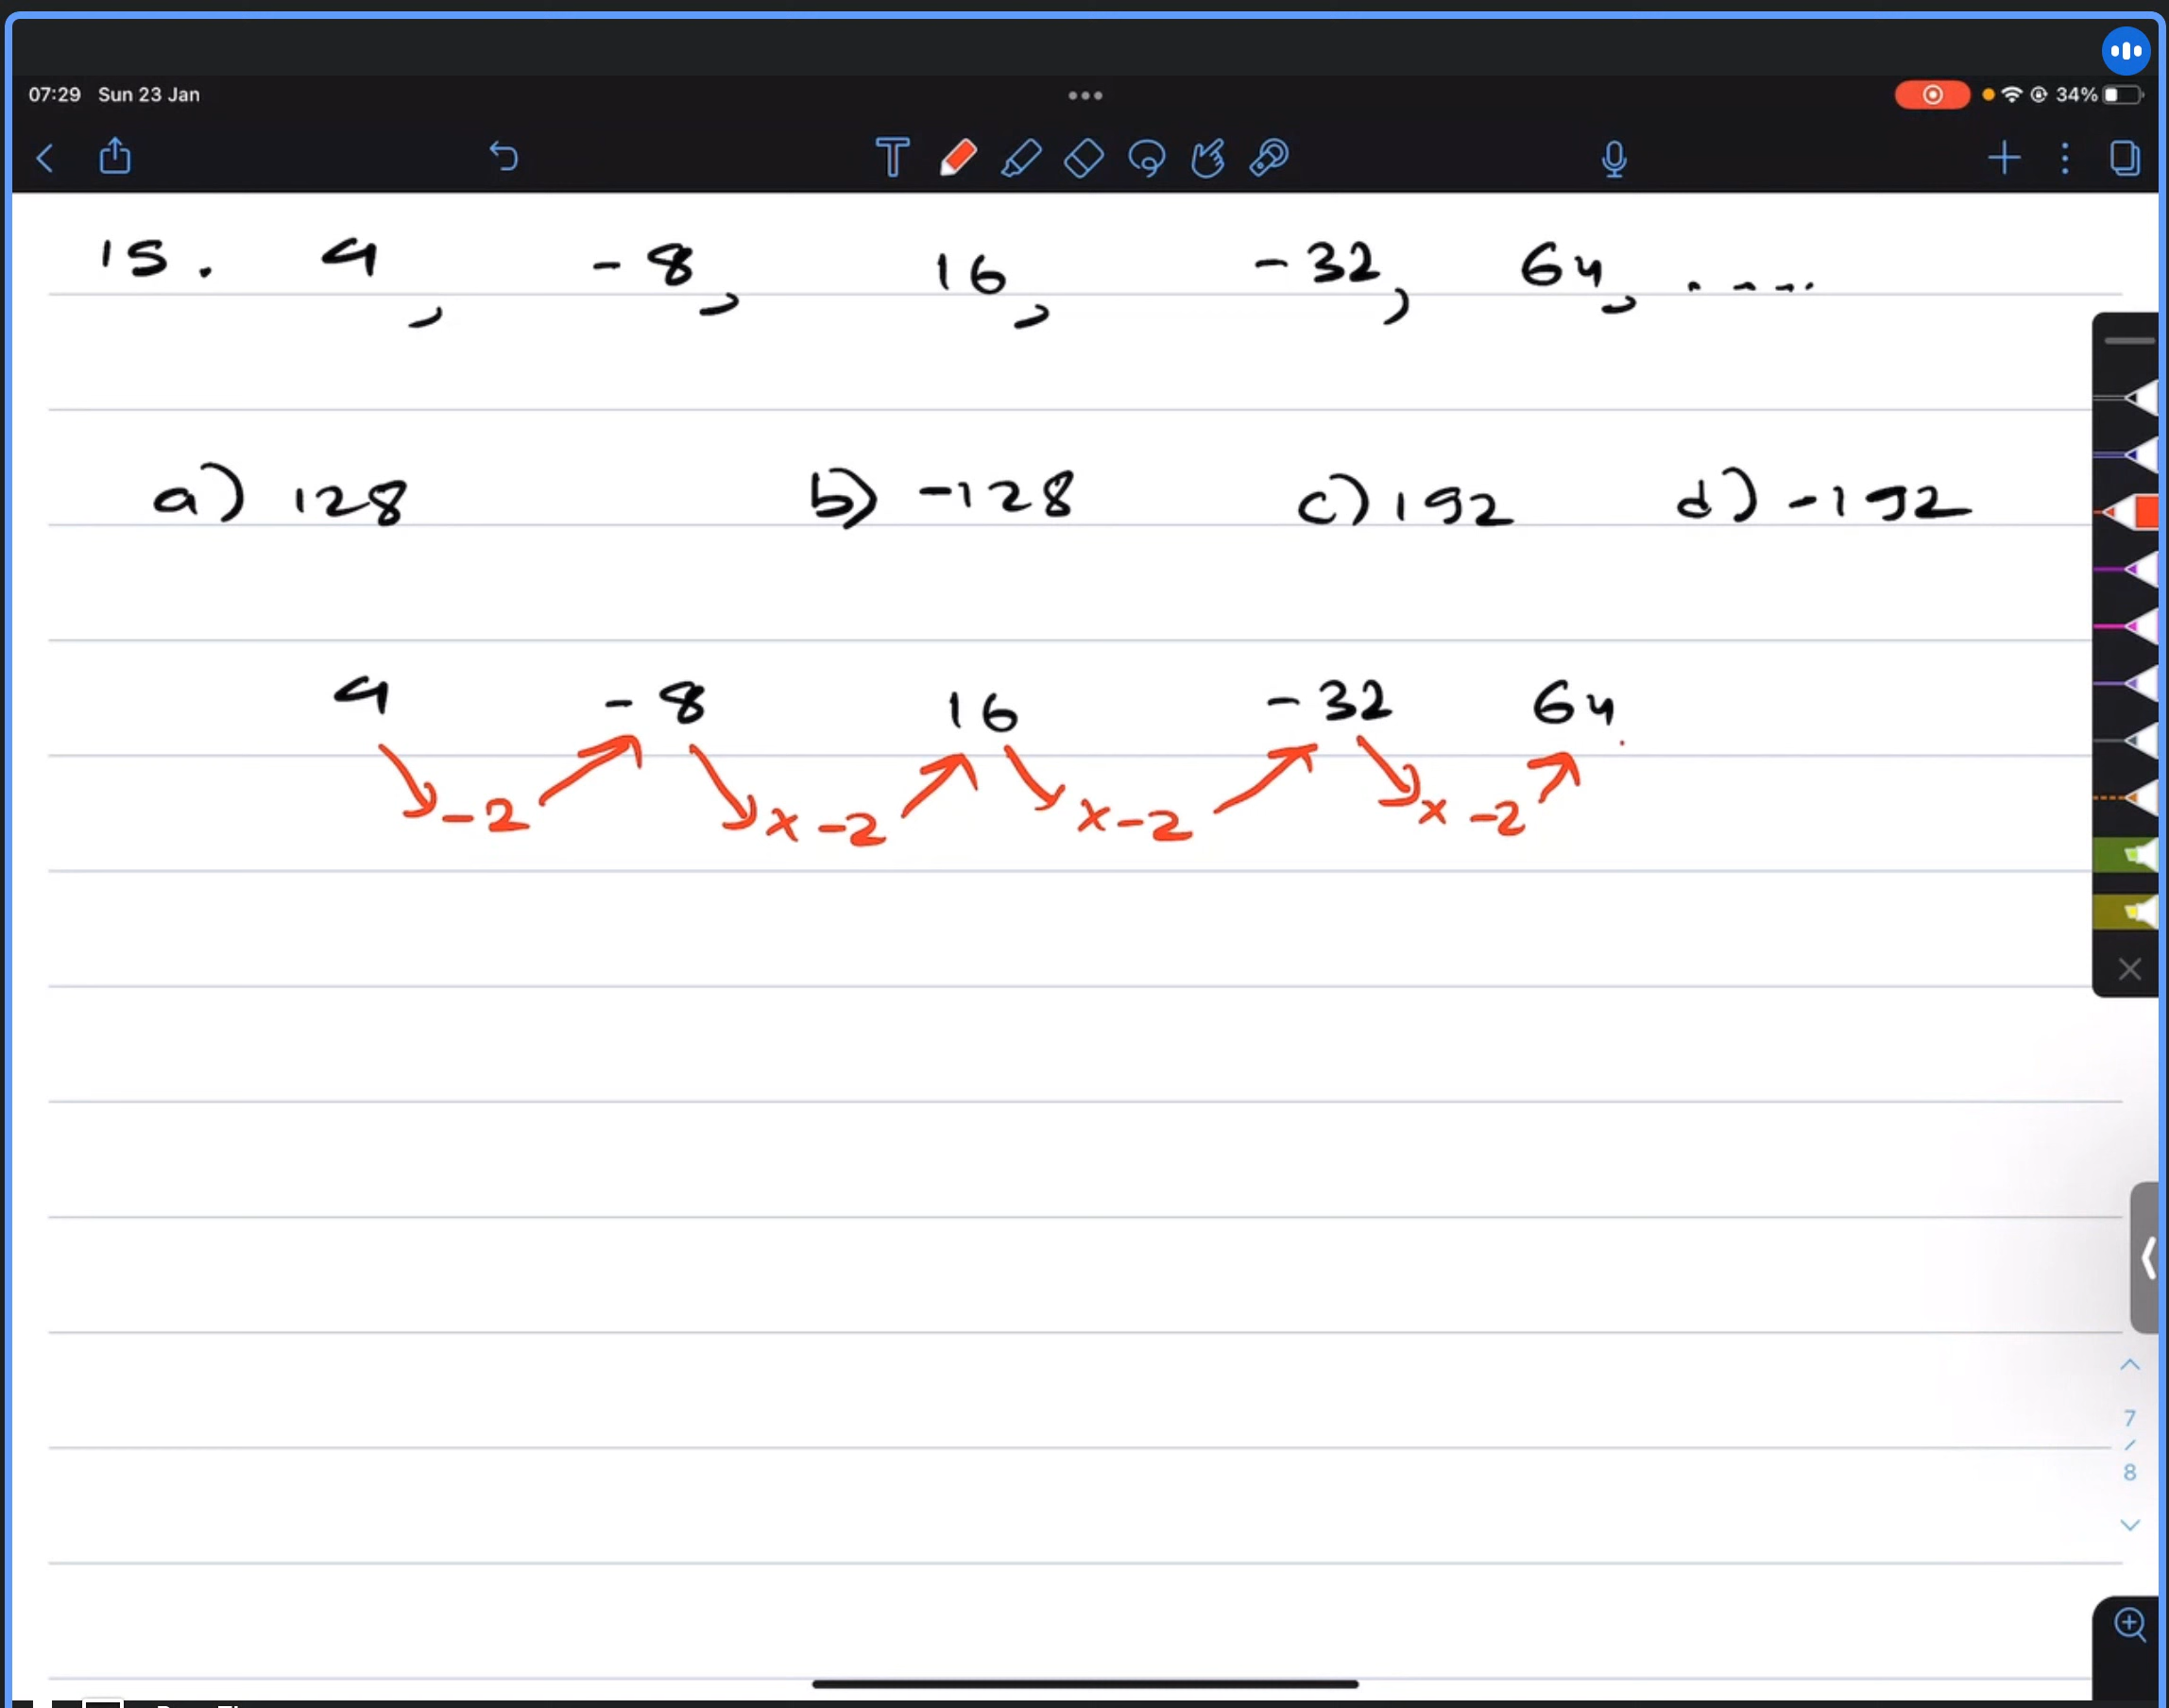 07:29 Sun 23 Jan 34%
15. 4, -8, 16, -32, 64, .....
a) 128 b) -128 c) 192 d) -192
4 -8 16 -32 64
-2 x -2 x -2 x -2
7
/
8